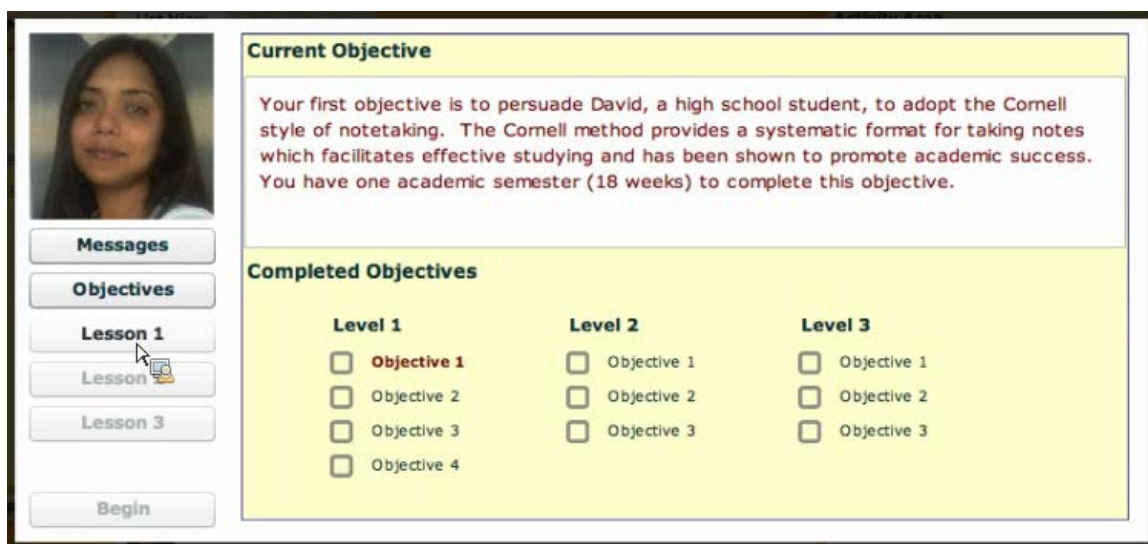 Current Objective
Your first objective is to persuade David, a high school student, to adopt the Cornell
style of notetaking. The Cornell method provides a systematic format for taking notes
which facilitates effective studying and has been shown to promote academic success.
You have one academic semester (18 weeks) to complete this objective.
Messages
Objectives
Lesson 1
Lesson
Lesson 3
Begin
Completed Objectives
Level 1 Level 2 Level 3
Objective 1 Objective 1 Objective 1
Objective 2 Objective 2 Objective 2
Objective 3 Objective 3 Objective 3
Objective 4